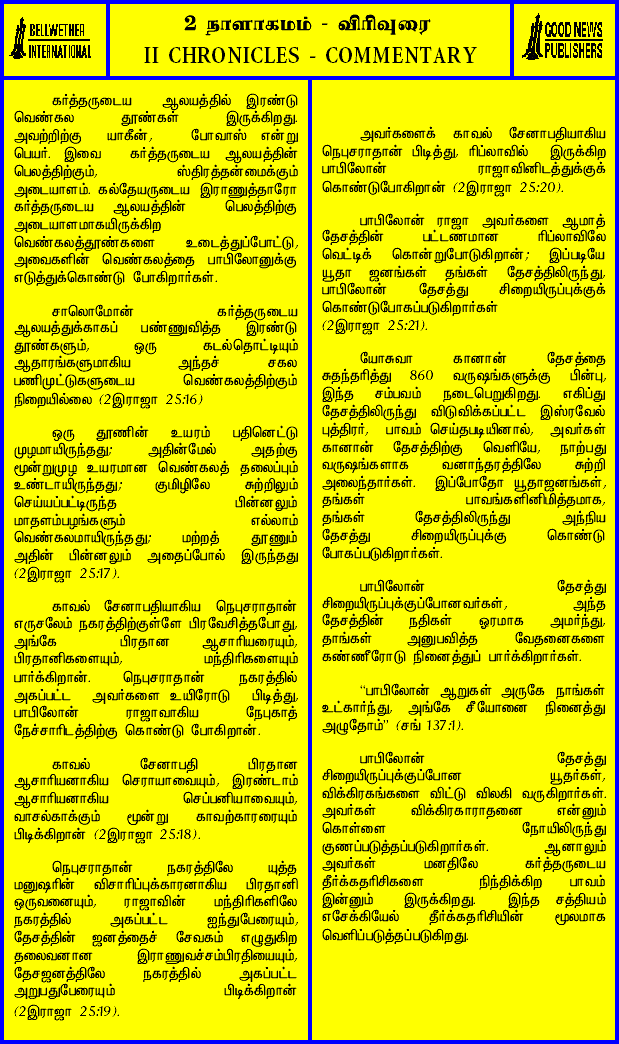 BELLWETHER
INTERNATIONAL
2 நாளாகமம் - விரிவுரை
II CHRONICLES - COMMENTARY
GOOD NEWS
PUBLISHERS
கர்த்தருடைய ஆலயத்தில் இரண்டு
வெண்கல தூண்கள் இருக்கிறது.
அவற்றிற்கு யாகீன், போவாஸ் என்று
பெயர். இவை கர்த்தருடைய ஆலயத்தின்
பெலத்திற்கும், ஸ்திரத்தன்மைக்கும்
அடையாளம். கல்தேயருடைய இராணுத்தாரோ
கர்த்தருடைய ஆலயத்தின் பெலத்திற்கு
அடையாளமாகயிருக்கிற
வெண்கலத்தூண்களை உடைத்துப்போட்டு,
அவைகளின் வெண்கலத்தை பாபிலோனுக்கு
எடுத்துக்கொண்டு போகிறார்கள்.
சாலொமோன் கர்த்தருடைய
ஆலயத்துக்காகப் பண்ணுவித்த இரண்டு
தூண்களும், ஒரு கடல்தொட்டியும்
ஆதாரங்களுமாகிய அந்தச் சகல
பணிமுட்டுகளுடைய வெண்கலத்திற்கும்
நிறையில்லை (2இராஜா 25:16)
ஒரு தூணின் உயரம் பதினெட்டு
முழமாயிருந்தது; அதின்மேல் அதற்கு
மூன்றுமுழ உயரமான வெண்கலத் தலைப்பும்
உண்டாயிருந்தது; குமிழிலே சுற்றிலும்
செய்யப்பட்டிருந்த பின்னலும்
மாதளம்பழங்களும் எல்லாம்
வெண்கலமாயிருந்தது; மற்றத் தூணும்
அதின் பின்னலும் அதைப்போல் இருந்தது
(2இராஜா 25:17).
காவல் சேனாபதியாகிய நெபுசராதான்
எருசலேம் நகரத்திற்குள்ளே பிரவேசித்தபோது,
அங்கே பிரதான ஆசாரியரையும்,
பிரதானிகளையும், மந்திரிகளையும்
பார்க்கிறான். நெபுசராதான் நகரத்தில்
அகப்பட்ட அவர்களை உயிரோடு பிடித்து,
பாபிலோன் ராஜாவாகிய நேபுகாத்
நேச்சாரிடத்திற்கு கொண்டு போகிறான்.
காவல் சேனாபதி பிரதான
ஆசாரியனாகிய செராயாவையும், இரண்டாம்
ஆசாரியனாகிய செப்பனியாவையும்,
வாசல்காக்கும் மூன்று காவற்காரரையும்
பிடிக்கிறான் (2இராஜா 25:18).
நெபுசராதான் நகரத்திலே யுத்த
மனுஷரின் விசாரிப்புக்காரனாகிய பிரதானி
ஒருவனையும், ராஜாவின் மந்திரிகளிலே
நகரத்தில் அகப்பட்ட ஐந்துபேரையும்,
தேசத்தின் ஜனத்தைச் சேவகம் எழுதுகிற
தலைவனான இராணுவச்சம்பிரதியையும்,
தேசஜனத்திலே நகரத்தில் அகப்பட்ட
அறுபதுபேரையும் பிடிக்கிறான்
(2இராஜா 25:19).
அவர்களைக் காவல் சேனாபதியாகிய
நெபுசராதான் பிடித்து, ரிப்லாவில் இருக்கிற
பாபிலோன் ராஜாவினிடத்துக்குக்
கொண்டுபோகிறான் (2இராஜா 25:20).
பாபிலோன் ராஜா அவர்களை ஆமாத்
தேசத்தின் பட்டணமான ரிப்லாவிலே
வெட்டிக் கொன்றுபோடுகிறான்; இப்படியே
யூதா ஜனங்கள் தங்கள் தேசத்திலிருந்து,
பாபிலோன் தேசத்து சிறையிருப்புக்குக்
கொண்டுபோகப்படுகிறார்கள்
(2இராஜா 25:21).
யோசுவா கானான் தேசத்தை
சுதந்தரித்து 860 வருஷங்களுக்கு பின்பு,
இந்த சம்பவம் நடைபெறுகிறது. எகிப்து
தேசத்திலிருந்து விடுவிக்கப்பட்ட இஸ்ரவேல்
புத்திரர், பாவம் செய்தபடியினால், அவர்கள்
கானான் தேசத்திற்கு வெளியே, நாற்பது
வருஷங்களாக வனாந்தரத்திலே சுற்றி
அலைந்தார்கள். இப்போதோ யூதாஜனங்கள்,
தங்கள் பாவங்களினிமித்தமாக,
தங்கள் தேசத்திலிருந்து அந்நிய
தேசத்து சிறையிருப்புக்கு கொண்டு
போகப்படுகிறார்கள்.
பாபிலோன் தேசத்து
சிறையிருப்புக்குப்போனவர்கள், அந்த
தேசத்தின் நதிகள் ஓரமாக அமர்ந்து,
தாங்கள் அனுபவித்த வேதனைகளை
கண்ணீரோடு நினைத்துப் பார்க்கிறார்கள்.
“பாபிலோன் ஆறுகள் அருகே நாங்கள்
உட்கார்ந்து, அங்கே சீயோனை நினைத்து
அழுதோம்” (சங் 137:1).
பாபிலோன் தேசத்து
சிறையிருப்புக்குப்போன யூதர்கள்,
விக்கிரகங்களை விட்டு விலகி வருகிறார்கள்.
அவர்கள் விக்கிரகாராதனை என்னும்
கொள்ளை நோயிலிருந்து
குணப்படுத்தப்படுகிறார்கள். ஆனாலும்
அவர்கள் மனதிலே கர்த்தருடைய
தீர்க்கதரிசிகளை நிந்திக்கிற பாவம்
இன்னும் இருக்கிறது. இந்த சத்தியம்
எசேக்கியேல் தீர்க்கதரிசியின் மூலமாக
வெளிப்படுத்தப்படுகிறது.